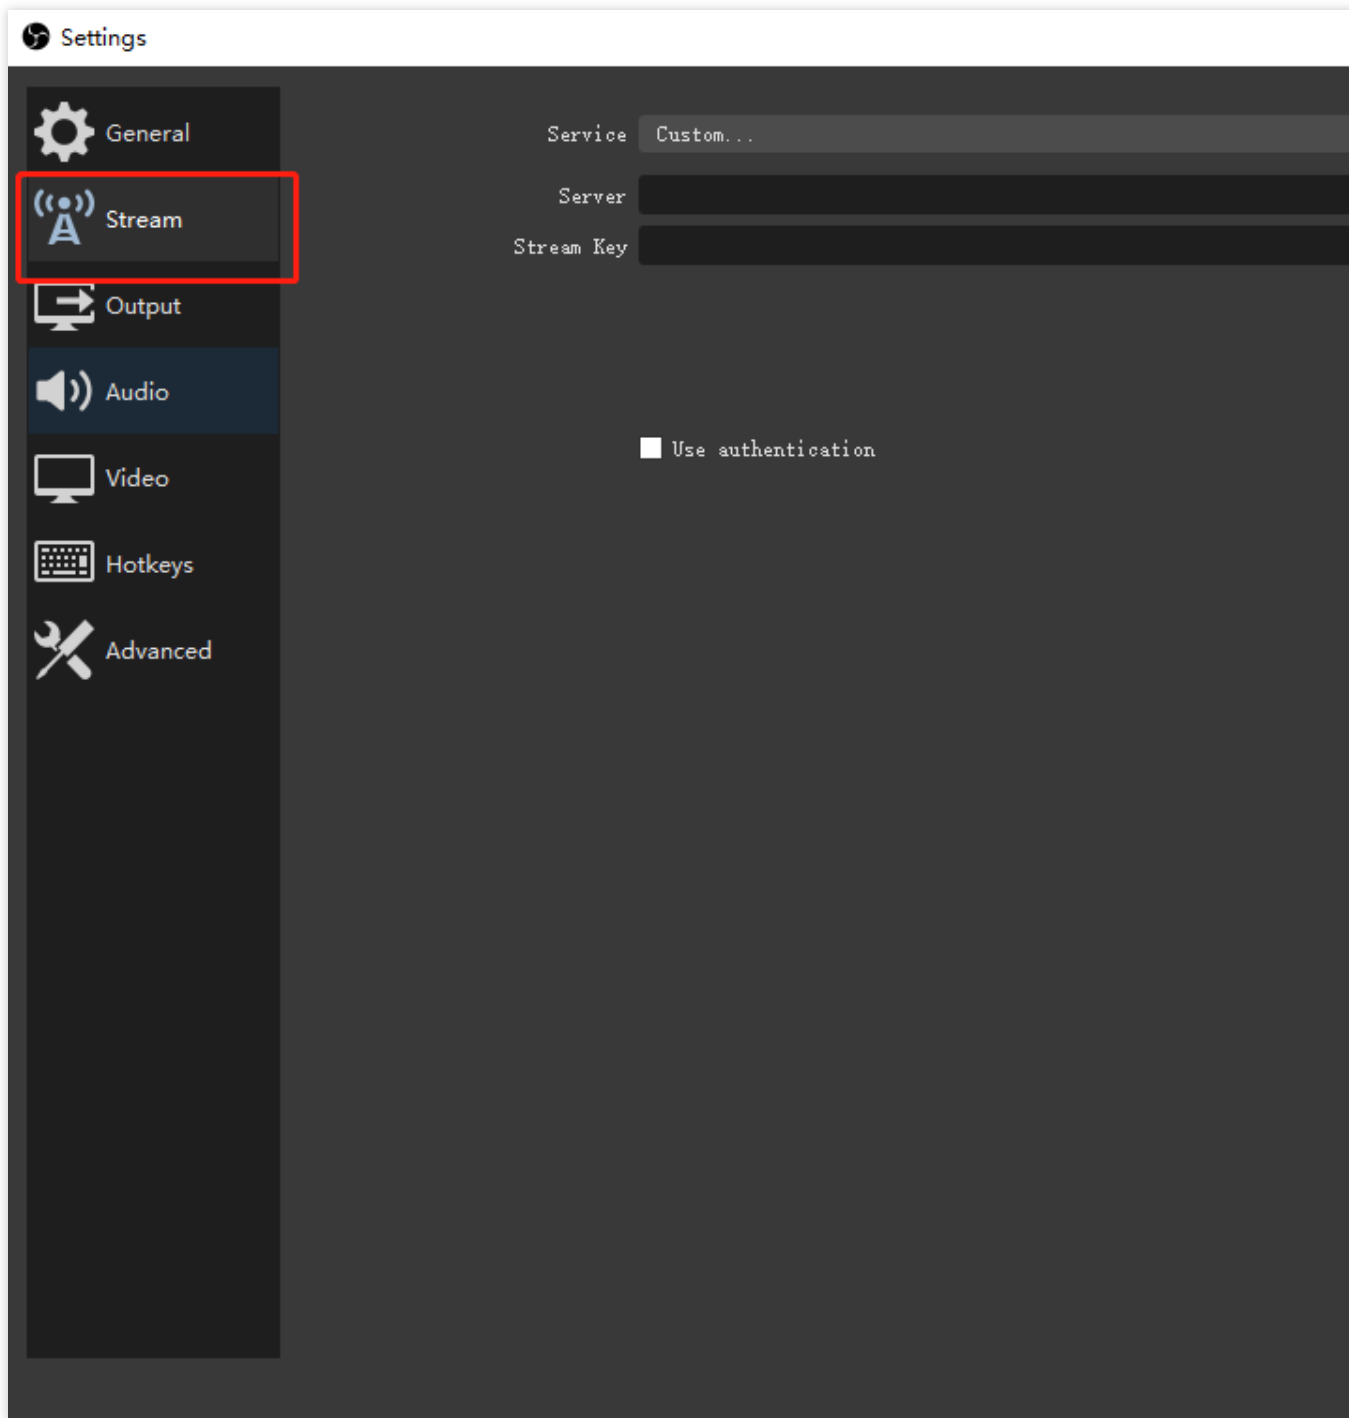 Settings
General
Stream
Output
Audio
Video
Hotkeys
Advanced
Service Custom...
Server
Stream Key
Use authentication